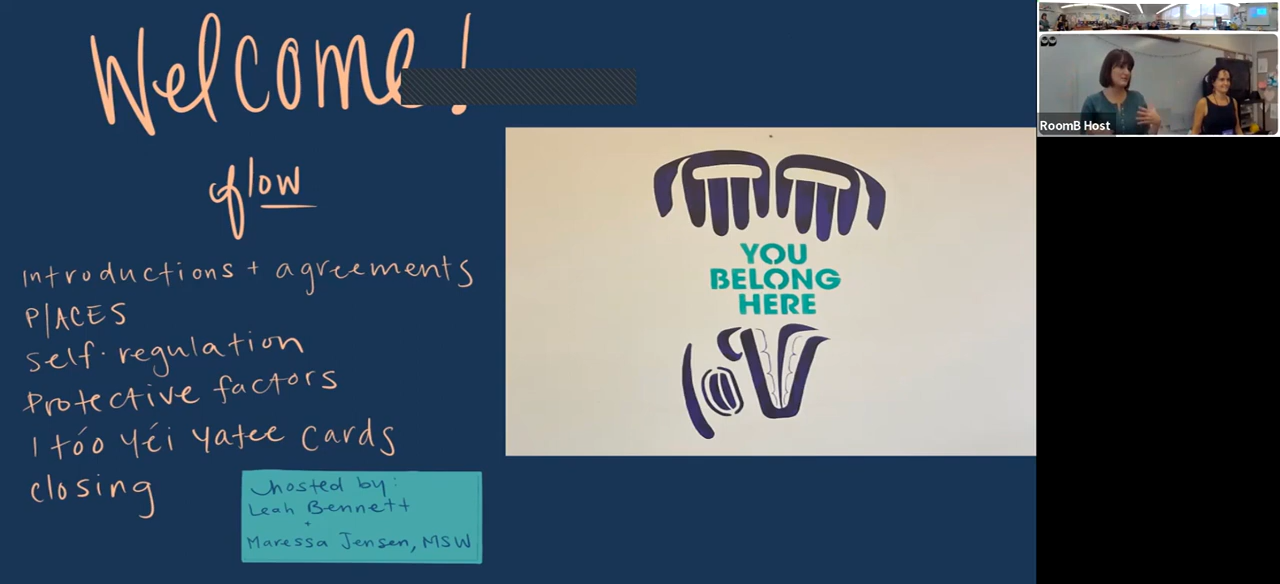 Welcome!
flow
Introductions + agreements
P/ACES
self-regulation
Protective factors
I tóo yéi yatee cards
closing
hosted by:
Leah Bennett
+
Maressa Jensen, MSW
YOU
BELONG
HERE
RoomB Host